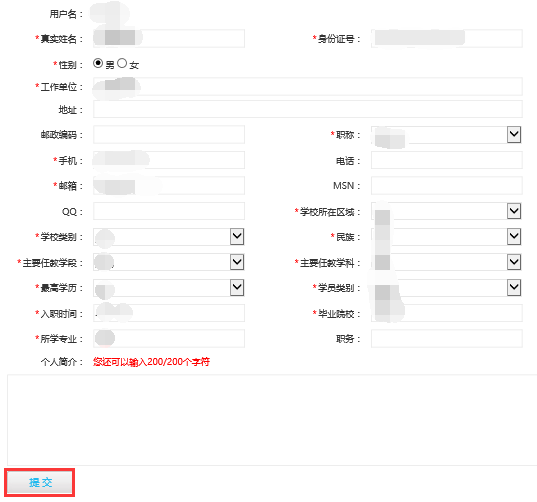 用户名：
*真实姓名： *身份证号：
*性别： 男 女
*工作单位：
地址：
邮政编码： *职称：
*手机： 电话：
*邮箱： MSN：
QQ： *学校所在区域：
*学校类别： *民族：
*主要任教学段： *主要任教学科：
*最高学历： *学员类别：
*入职时间： *毕业院校：
*所学专业： 职务：
个人简介： 您还可以输入200/200个字符
提交